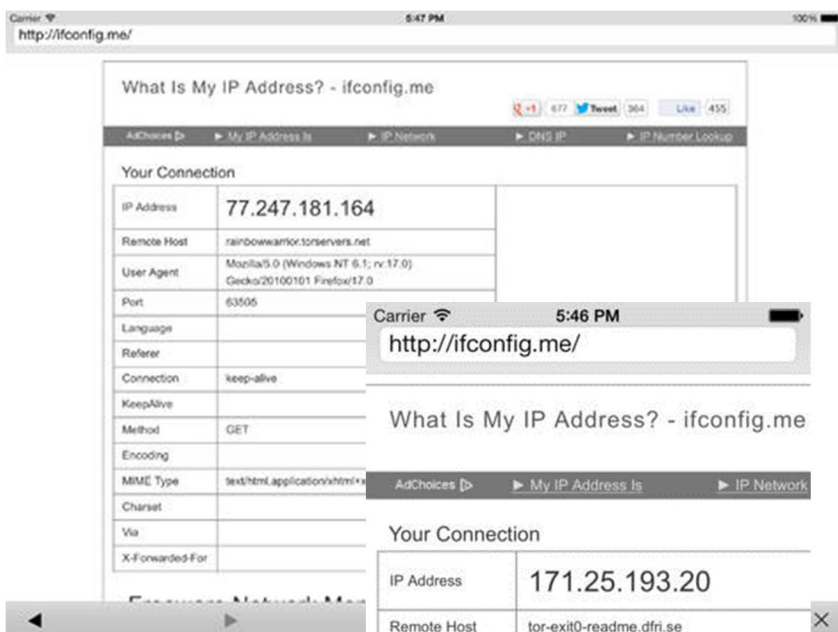 Carrier 5:47 PM 100%
http://ifconfig.me/
What Is My IP Address? - ifconfig.me
+1 677 Tweet 364 Like 455
AdChoices My IP Address Is IP Network DNS IP IP Number Lookup
Your Connection
IP Address 77.247.181.164
Remote Host rainbowwarrior.torservers.net
User Agent Mozilla/5.0 (Windows NT 6.1; rv:17.0)
Gecko/20100101 Firefox/17.0
Port 63505
Language
Referer
Connection keep-alive
KeepAlive
Method GET
Encoding
MIME Type text/html,application/xhtml+x
Charset
Via
X-Forwarded-For
Carrier 5:46 PM
http://ifconfig.me/
What Is My IP Address? - ifconfig.me
AdChoices My IP Address Is IP Network
Your Connection
IP Address 171.25.193.20
Remote Host tor-exit0-readme.dfri.se